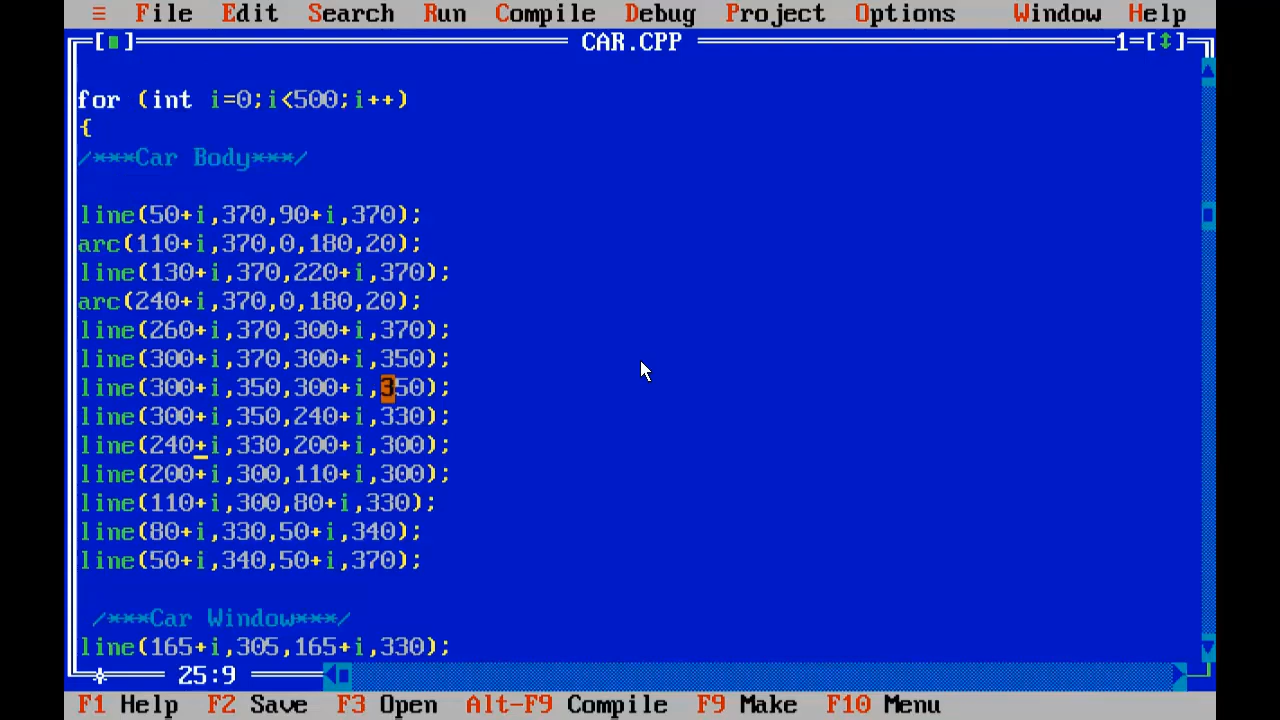 ≡ File Edit Search Run Compile Debug Project Options Window Help
[■] CAR.CPP 1=[↕]
for (int i=0;i<500;i++)
{
/***Car Body***/
line(50+i,370,90+i,370);
arc(110+i,370,0,180,20);
line(130+i,370,220+i,370);
arc(240+i,370,0,180,20);
line(260+i,370,300+i,370);
line(300+i,370,300+i,350);
line(300+i,350,300+i,350);
line(300+i,350,240+i,330);
line(240+i,330,200+i,300);
line(200+i,300,110+i,300);
line(110+i,300,80+i,330);
line(80+i,330,50+i,340);
line(50+i,340,50+i,370);
/***Car Window***/
line(165+i,305,165+i,330);
25:9
F1 Help F2 Save F3 Open Alt-F9 Compile F9 Make F10 Menu